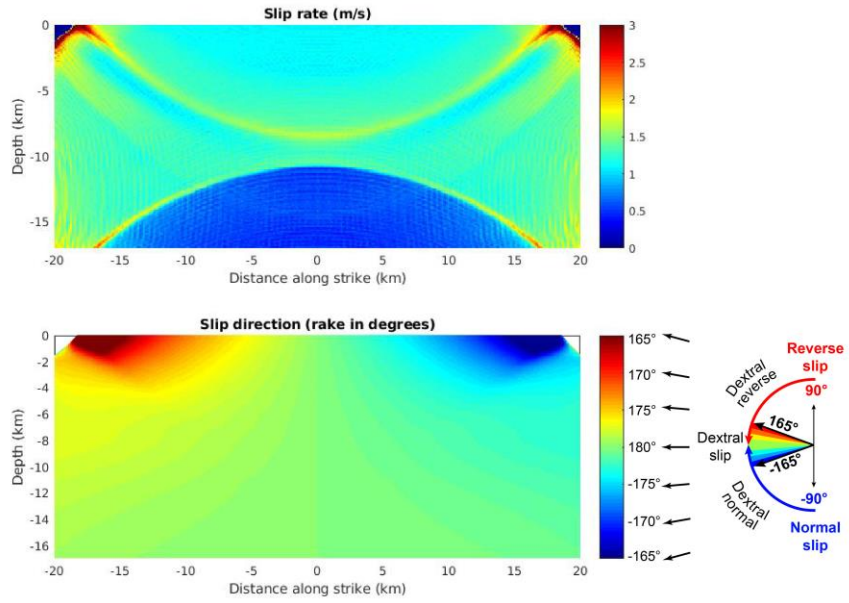 Slip rate (m/s)
0
-5
-10
-15
Depth (km)
-20 -15 -10 -5 0 5 10 15 20
Distance along strike (km)
3
2.5
2
1.5
1
0.5
0
Slip direction (rake in degrees)
0
-2
-4
-6
-8
-10
-12
-14
-16
Depth (km)
-20 -15 -10 -5 0 5 10 15 20
Distance along strike (km)
165°
170°
175°
180°
-175°
-170°
-165°
Reverse
slip
90°
Dextral
reverse
165°
Dextral
slip
-165°
Dextral
normal
-90°
Normal
slip